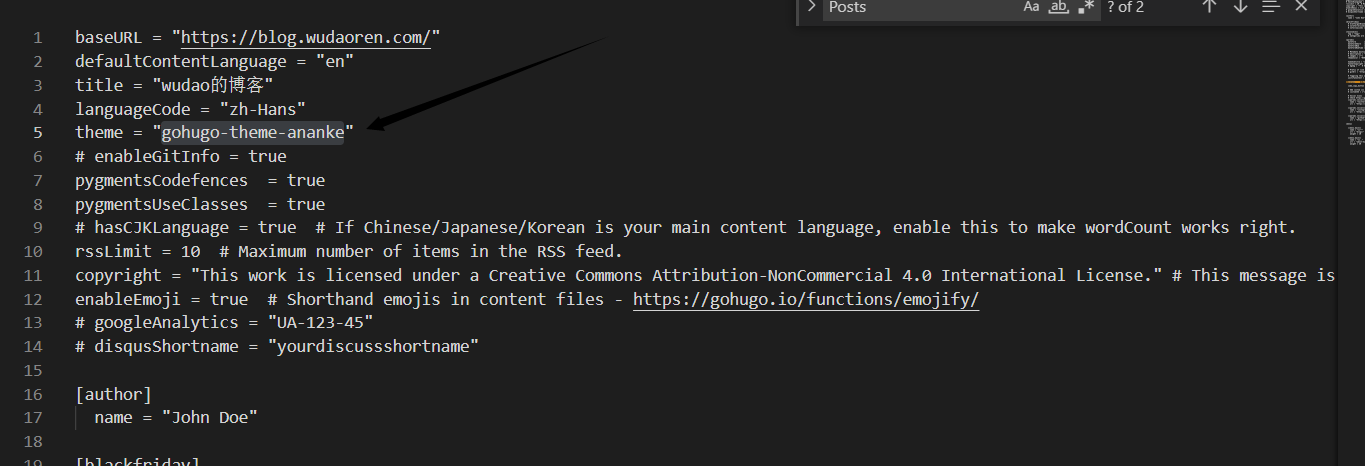 Posts Aa ab .* ? of 2
1 baseURL = "https://blog.wudaoren.com/"
2 defaultContentLanguage = "en"
3 title = "wudao的博客"
4 languageCode = "zh-Hans"
5 theme = "gohugo-theme-ananke"
6 # enableGitInfo = true
7 pygmentsCodefences  = true
8 pygmentsUseClasses  = true
9 # hasCJKLanguage = true  # If Chinese/Japanese/Korean is your main content language, enable this to make wordCount works right.
10 rssLimit = 10  # Maximum number of items in the RSS feed.
11 copyright = "This work is licensed under a Creative Commons Attribution-NonCommercial 4.0 International License." # This message is
12 enableEmoji = true  # Shorthand emojis in content files - https://gohugo.io/functions/emojify/
13 # googleAnalytics = "UA-123-45"
14 # disqusShortname = "yourdiscussshortname"
15
16 [author]
17   name = "John Doe"
18
19 [blackfriday]